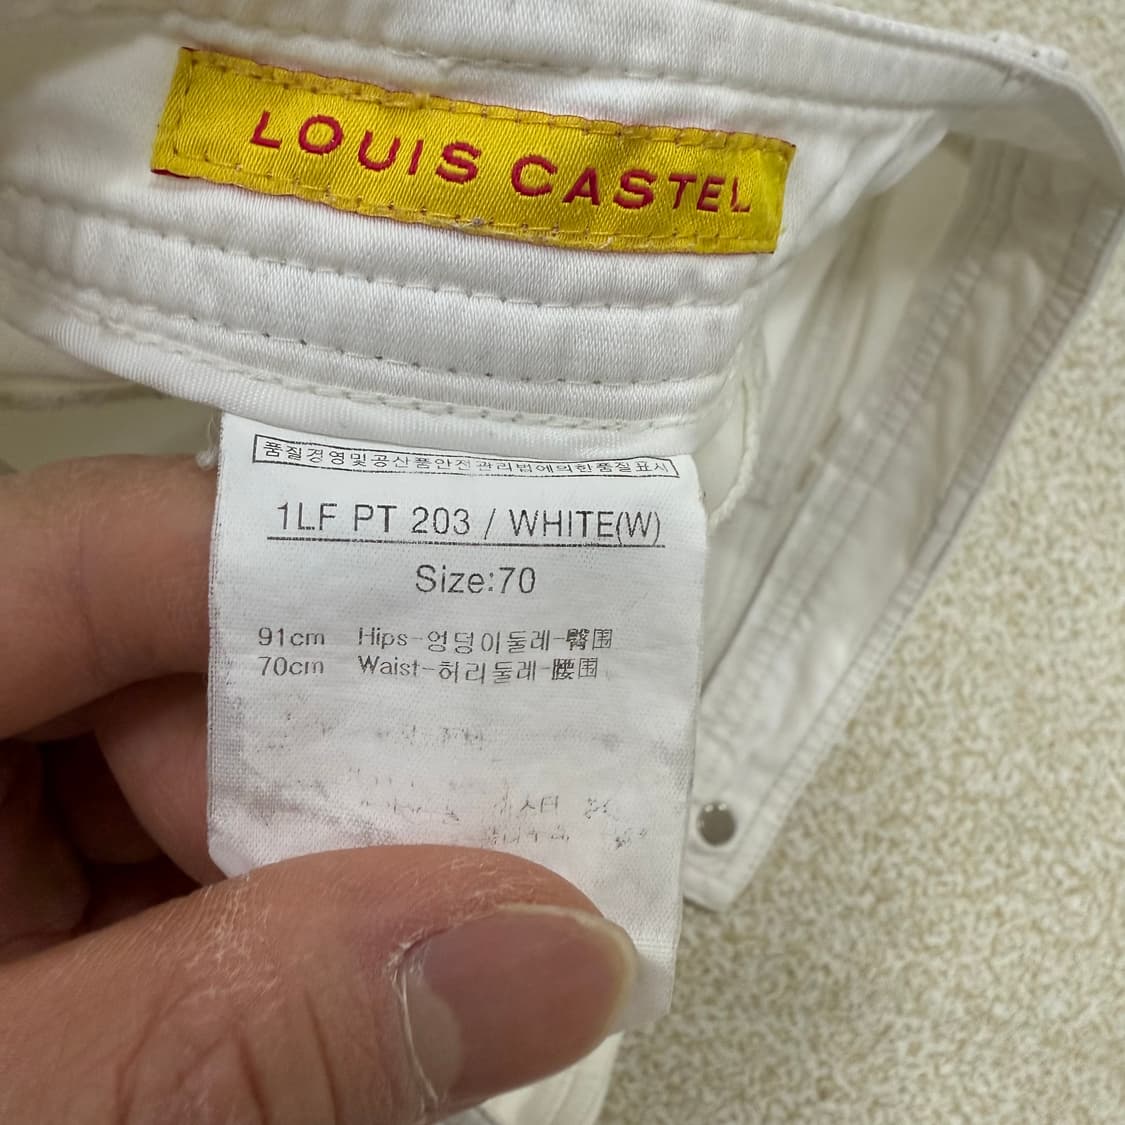 LOUIS CASTEL
품질경영및공산품안전관리법에의한품질표시
1LF PT 203 / WHITE(W)
Size:70
91cm Hips-엉덩이둘레-臀围
70cm Waist-허리둘레-腰围